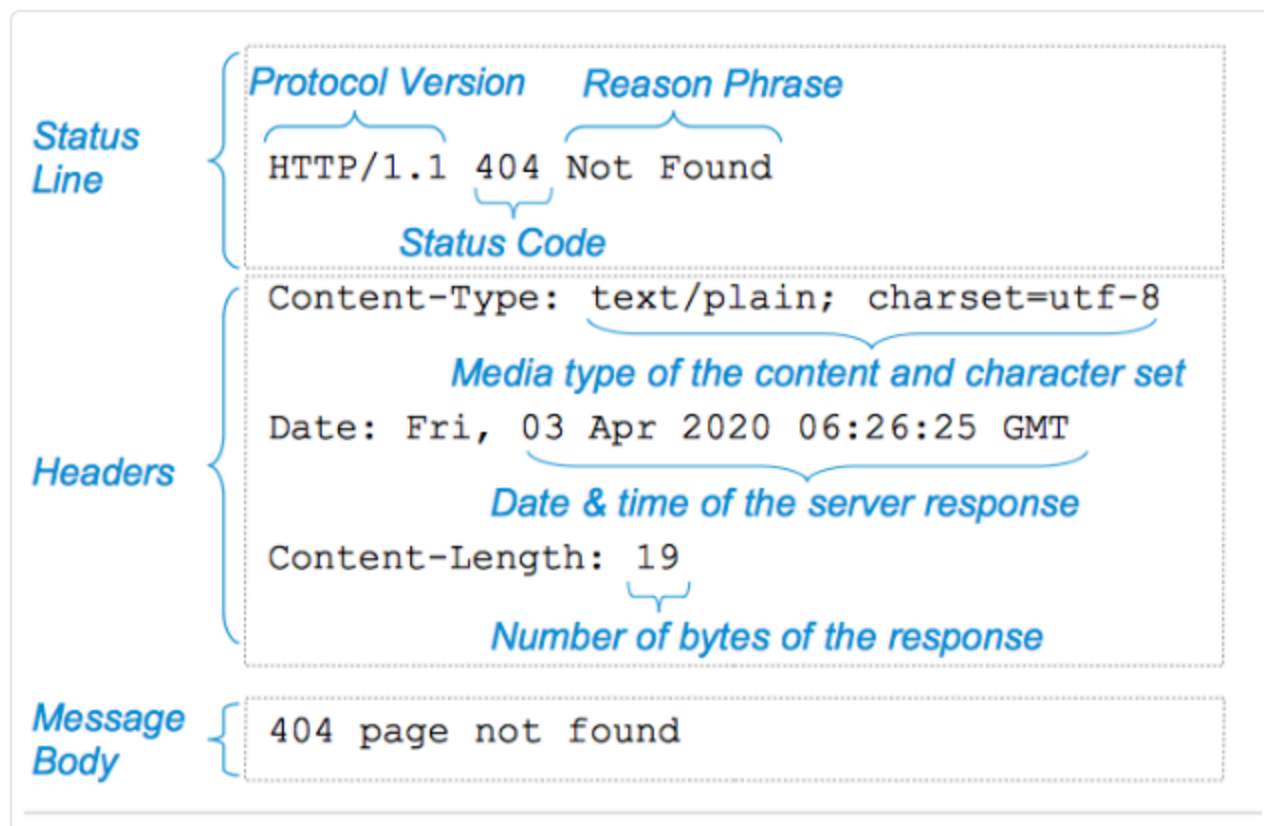 Protocol Version Reason Phrase
Status
Line
HTTP/1.1 404 Not Found
Status Code
Content-Type: text/plain; charset=utf-8
Media type of the content and character set
Date: Fri, 03 Apr 2020 06:26:25 GMT
Headers
Date & time of the server response
Content-Length: 19
Number of bytes of the response
Message
Body
404 page not found